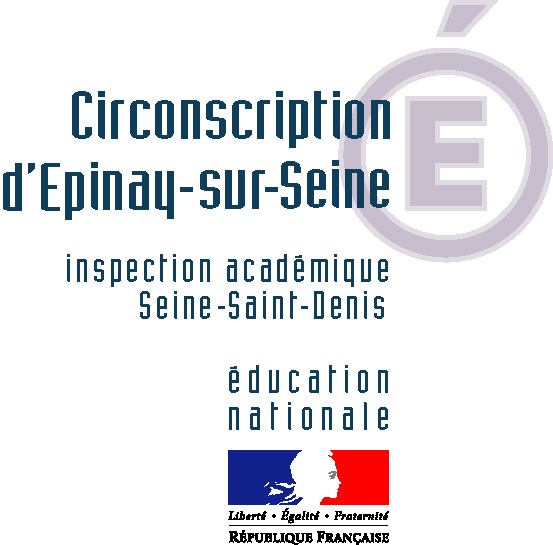 Circonscription
d'Epinay-sur-Seine
É
inspection académique
Seine-Saint-Denis
éducation
nationale
Liberté • Égalité • Fraternité
RÉPUBLIQUE FRANÇAISE